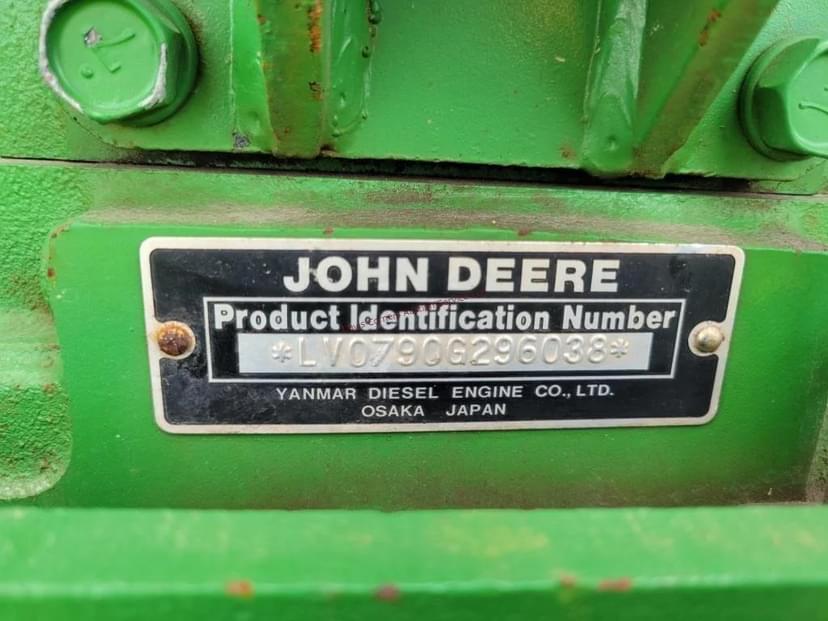 JOHN DEERE
Product Identification Number
*LV0790G296038*
YANMAR DIESEL ENGINE CO., LTD.
OSAKA JAPAN